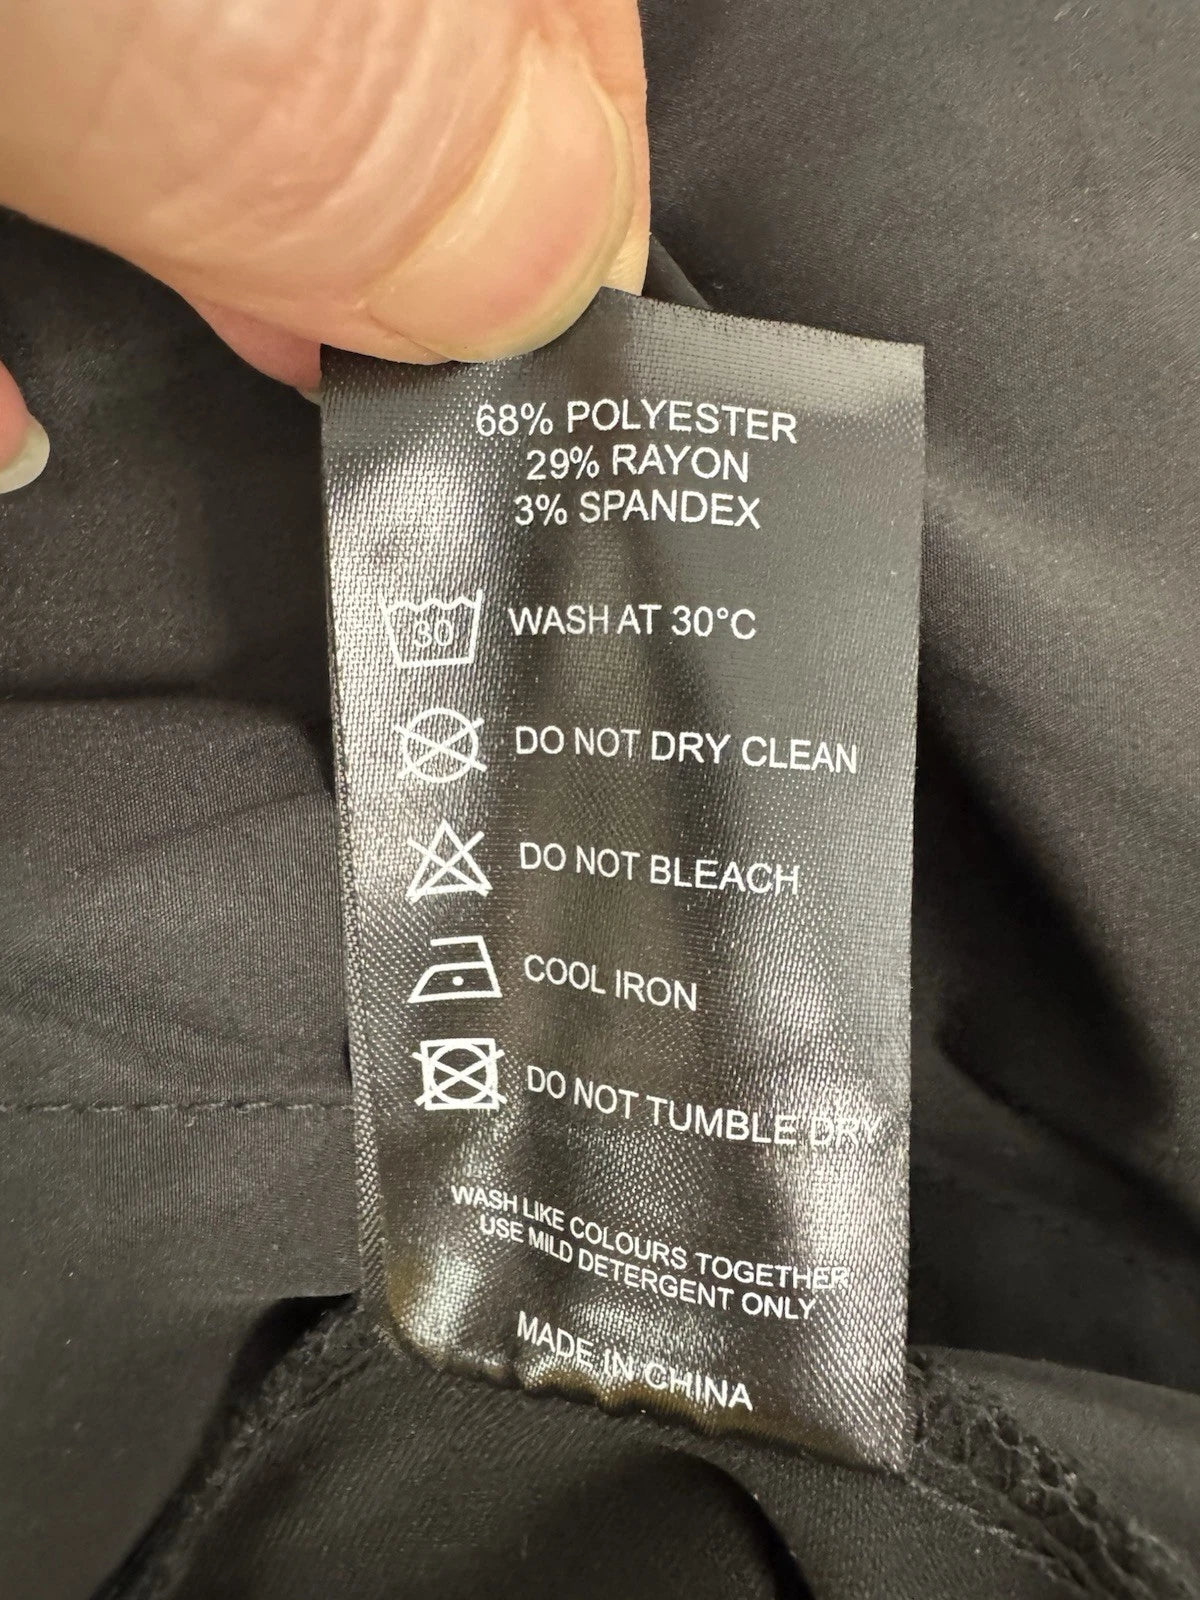 68% POLYESTER
29% RAYON
3% SPANDEX
30 WASH AT 30°C
DO NOT DRY CLEAN
DO NOT BLEACH
COOL IRON
DO NOT TUMBLE DRY
WASH LIKE COLOURS TOGETHER
USE MILD DETERGENT ONLY
MADE IN CHINA